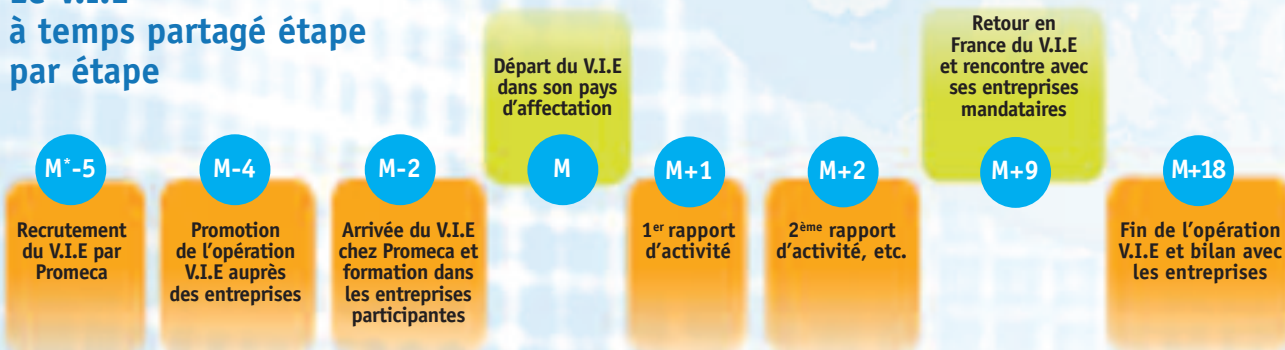 Le V.I.E
à temps partagé étape
par étape
Départ du V.I.E
dans son pays
d'affectation
Retour en
France du V.I.E
et rencontre avec
ses entreprises
mandataires
M*-5
M-4
M-2
M
M+1
M+2
M+9
M+18
Recrutement
du V.I.E par
Promeca
Promotion
de l'opération
V.I.E auprès
des entreprises
Arrivée du V.I.E
chez Promeca et
formation dans
les entreprises
participantes
1er rapport
d'activité
2ème rapport
d'activité, etc.
Fin de l'opération
V.I.E et bilan avec
les entreprises